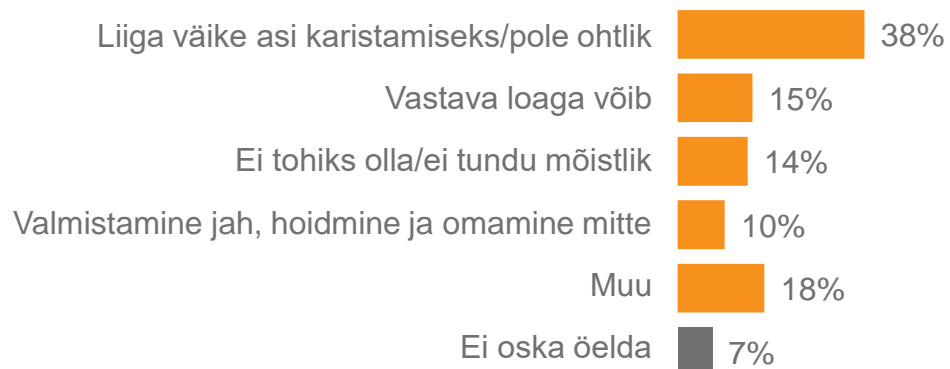 Liiga väike asi karistamiseks/pole ohtlik 38%
Vastava loaga võib 15%
Ei tohiks olla/ei tundu mõistlik 14%
Valmistamine jah, hoidmine ja omamine mitte 10%
Muu 18%
Ei oska öelda 7%